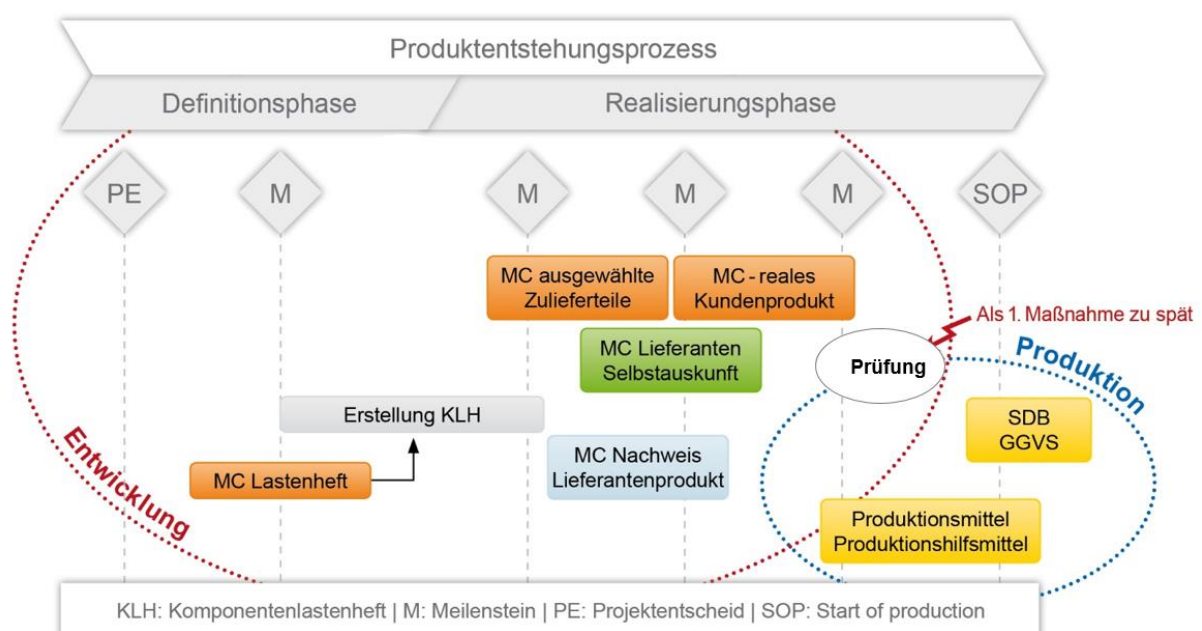 Produktentstehungsprozess
Definitionsphase
Realisierungsphase
PE
M
M
M
M
SOP
MC ausgewählte
Zulieferteile
MC - reales
Kundenprodukt
Als 1. Maßnahme zu spät
MC Lieferanten
Selbstauskunft
Prüfung
Produktion
Erstellung KLH
SDB
GGVS
Entwicklung
MC Lastenheft
MC Nachweis
Lieferantenprodukt
Produktionsmittel
Produktionshilfsmittel
KLH: Komponentenlastenheft | M: Meilenstein | PE: Projektentscheid | SOP: Start of production